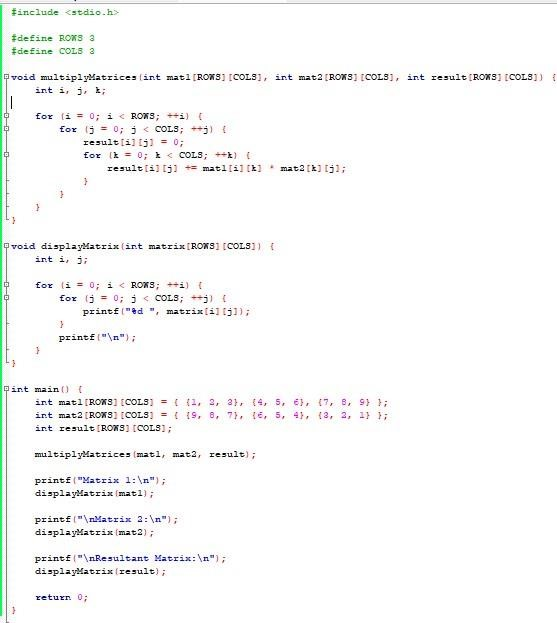 #include <stdio.h>
#define ROWS 3
#define COLS 3
void multiplyMatrices(int mat1[ROWS][COLS], int mat2[ROWS][COLS], int result[ROWS][COLS]) {
int i, j, k;
for (i = 0; i < ROWS; ++i) {
for (j = 0; j < COLS; ++j) {
result[i][j] = 0;
for (k = 0; k < COLS; ++k) {
result[i][j] += mat1[i][k] * mat2[k][j];
}
}
}
}
void displayMatrix(int matrix[ROWS][COLS]) {
int i, j;
for (i = 0; i < ROWS; ++i) {
for (j = 0; j < COLS; ++j) {
printf("%d ", matrix[i][j]);
}
printf("\n");
}
}
int main() {
int mat1[ROWS][COLS] = { {1, 2, 3}, {4, 5, 6}, {7, 8, 9} };
int mat2[ROWS][COLS] = { {9, 8, 7}, {6, 5, 4}, {3, 2, 1} };
int result[ROWS][COLS];
multiplyMatrices(mat1, mat2, result);
printf("Matrix 1:\n");
displayMatrix(mat1);
printf("\nMatrix 2:\n");
displayMatrix(mat2);
printf("\nResultant Matrix:\n");
displayMatrix(result);
return 0;
}